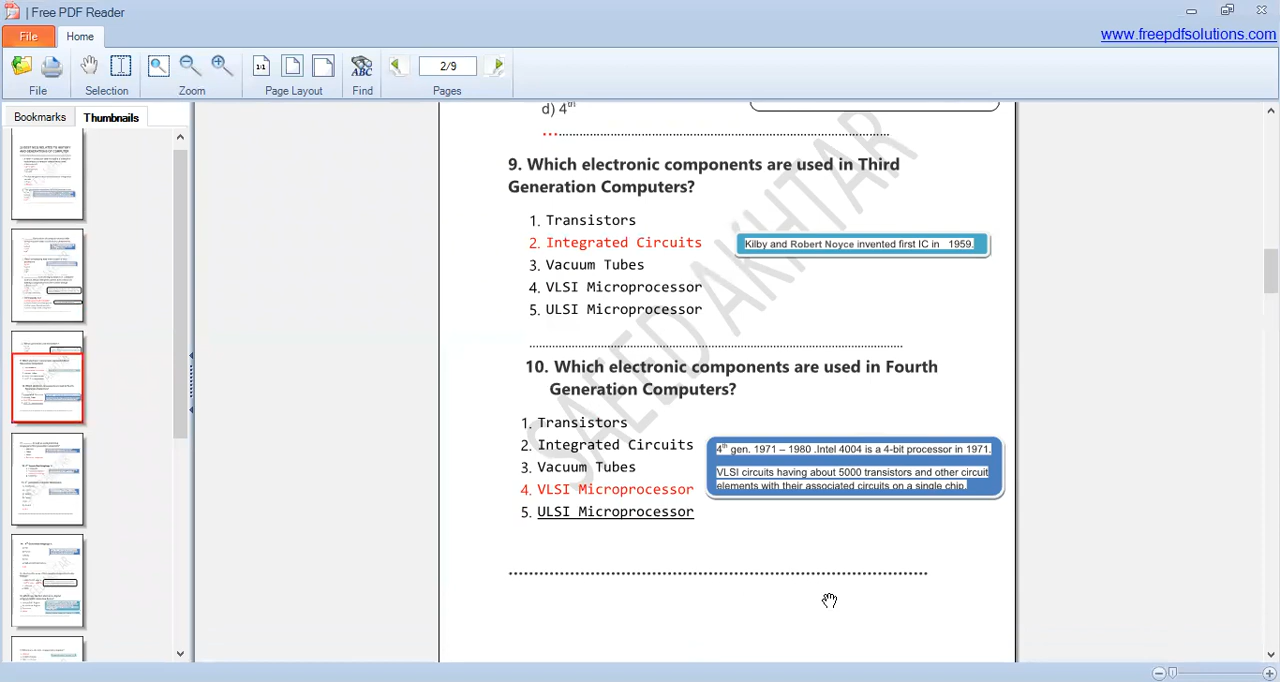 | Free PDF Reader
File
Home
www.freepdfsolutions.com
1:1
ABC
2/9
File
Selection
Zoom
Page Layout
Find
Pages
Bookmarks
Thumbnails
d) 4th
...
9. Which electronic components are used in Third
Generation Computers?
1. Transistors
2. Integrated Circuits
Kilby and Robert Noyce invented first IC in 1959.
3. Vacuum Tubes
4. VLSI Microprocessor
5. ULSI Microprocessor
10. Which electronic components are used in Fourth
Generation Computers?
1. Transistors
2. Integrated Circuits
3. Vacuum Tubes
4. VLSI Microprocessor
5. ULSI Microprocessor
4th gen. 1971 – 1980 .Intel 4004 is a 4-bit processor in 1971.
VLSI circuits having about 5000 transistors and other circuit
elements with their associated circuits on a single chip.
SAEED AKHTAR